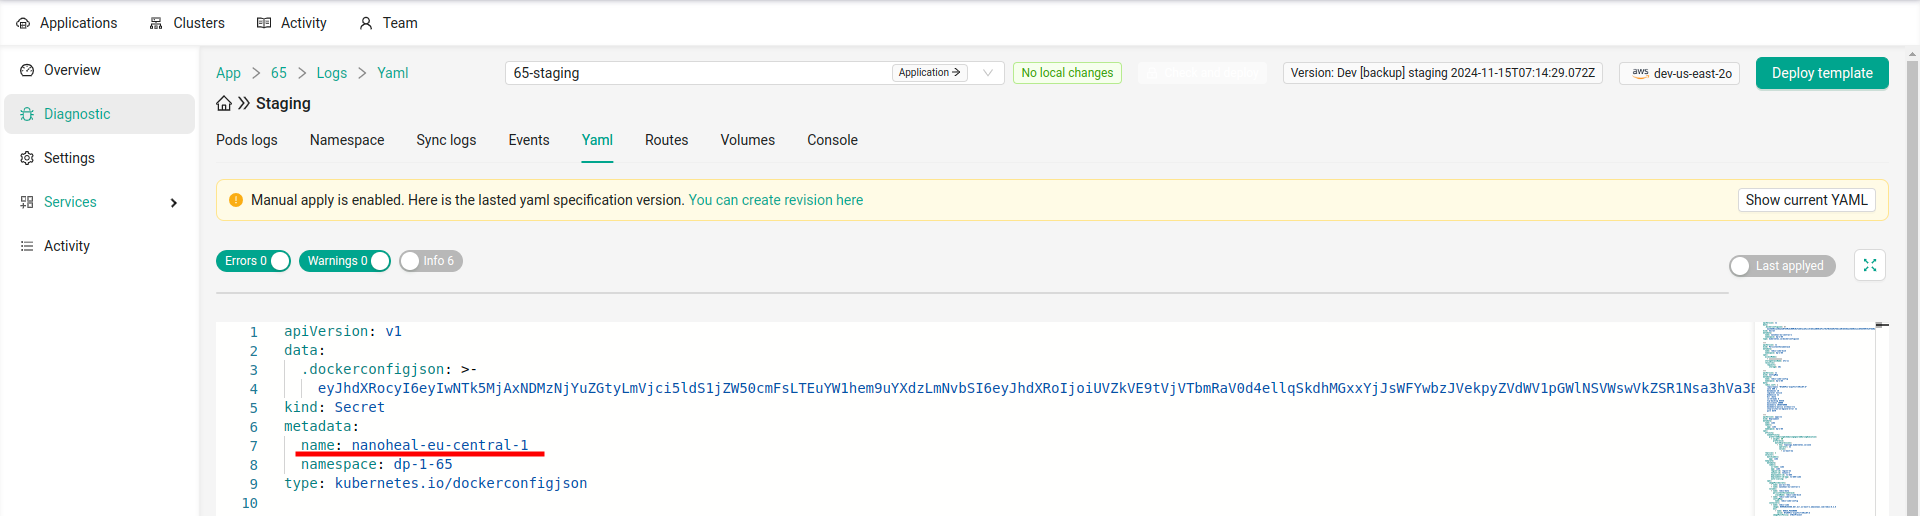 Applications Clusters Activity Team
Overview
Diagnostic
Settings
Services
Activity
App > 65 > Logs > Yaml
65-staging Application
No local changes
Version: Dev [backup] staging 2024-11-15T07:14:29.072Z
aws dev-us-east-2o
Deploy template
Staging
Pods logs Namespace Sync logs Events Yaml Routes Volumes Console
Manual apply is enabled. Here is the lasted yaml specification version. You can create revision here
Show current YAML
Errors 0 Warnings 0 Info 6
Last applyed
1 apiVersion: v1
2 data:
3 .dockerconfigjson: >-
4
5 kind: Secret
6 metadata:
7 name: nanoheal-eu-central-1
8 namespace: dp-1-65
9 type: kubernetes.io/dockerconfigjson
10